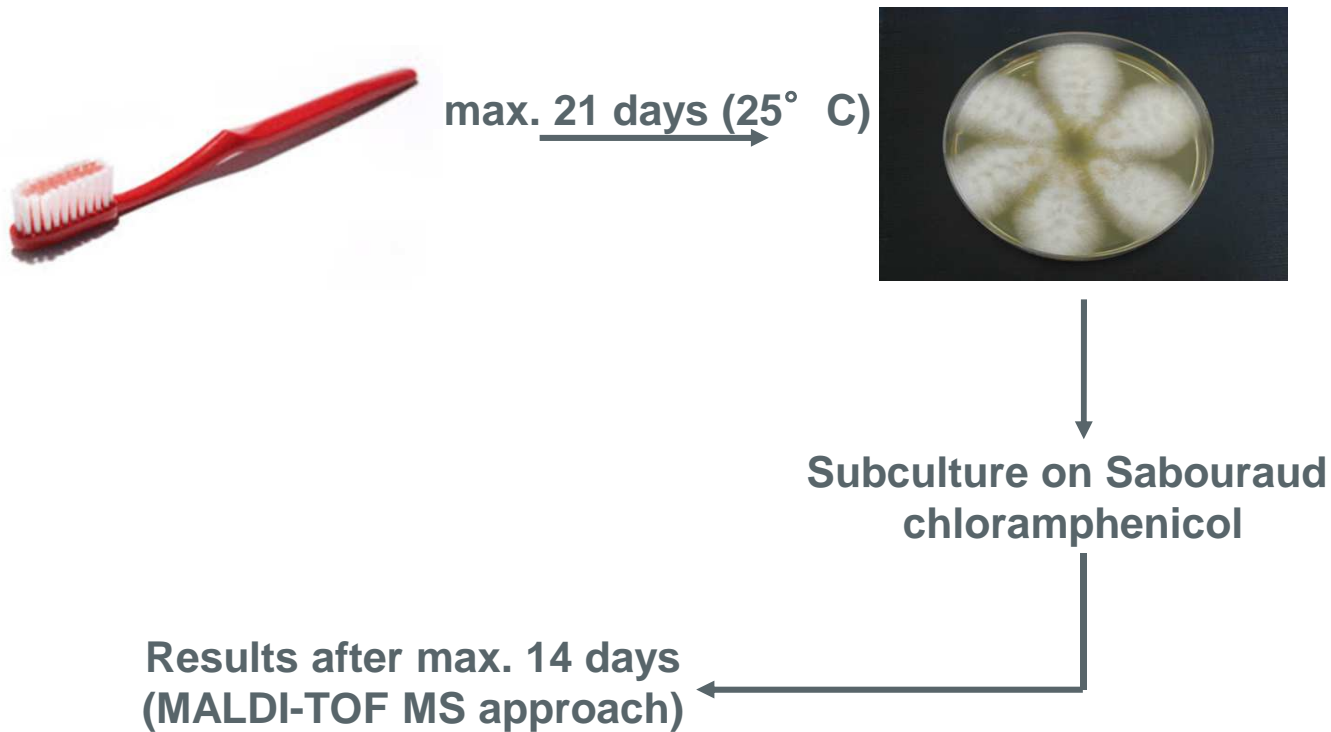 max. 21 days (25° C)
Subculture on Sabouraud
chloramphenicol
Results after max. 14 days
(MALDI-TOF MS approach)